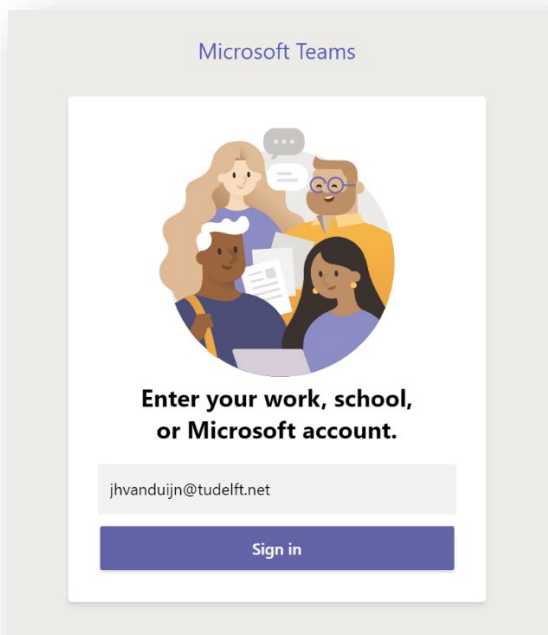 Microsoft Teams
Enter your work, school,
or Microsoft account.
jhvanduijn@tudelft.net
Sign in